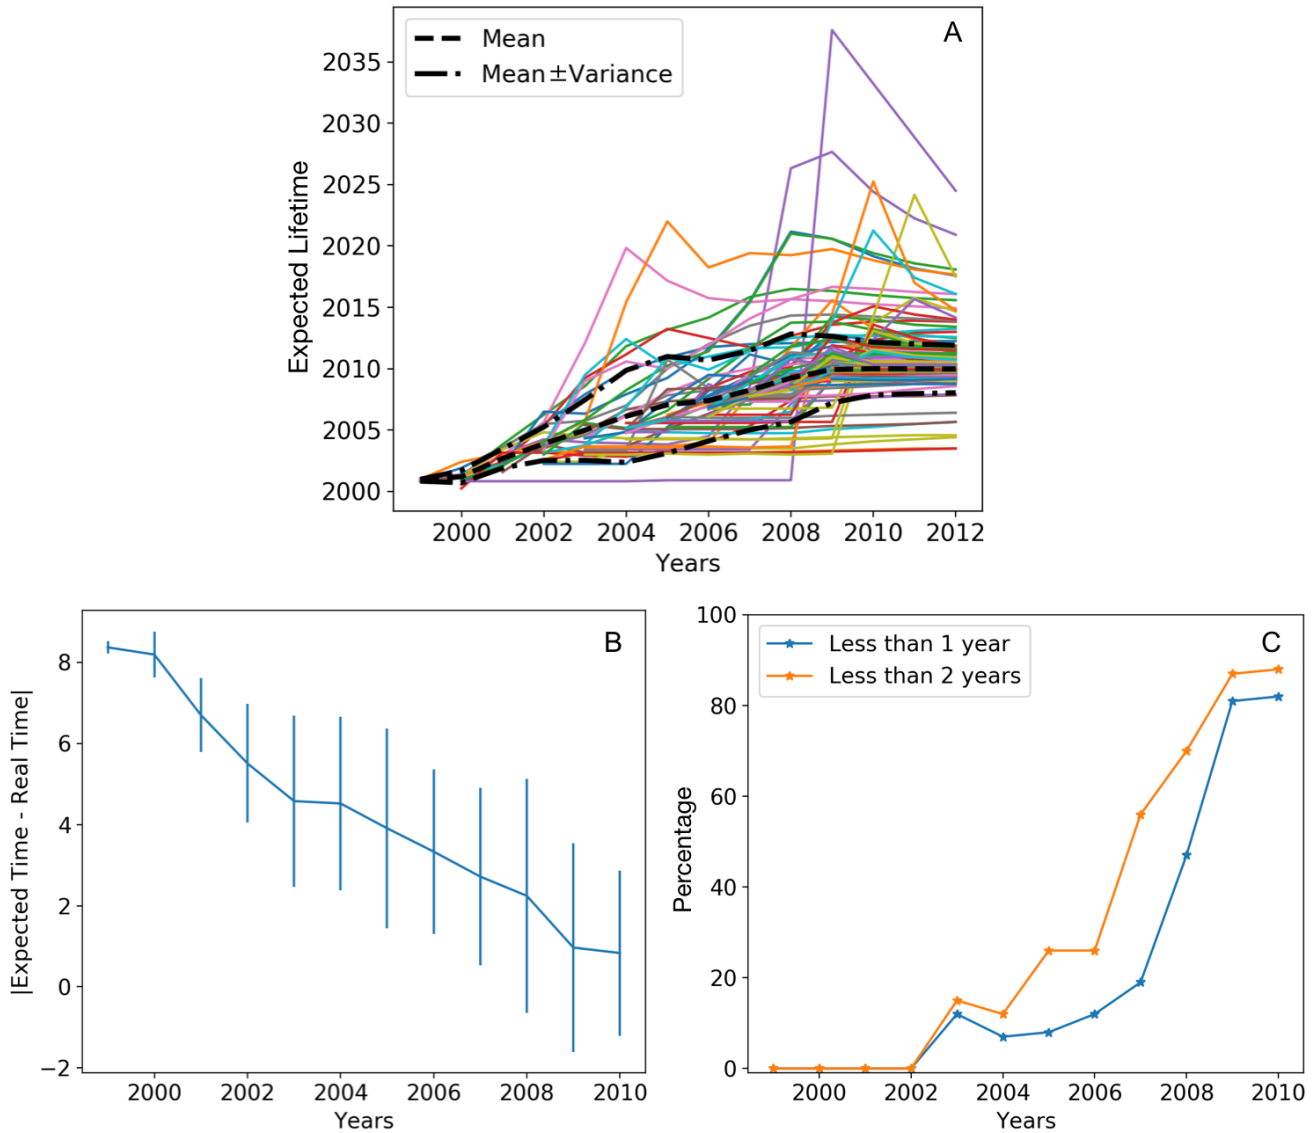 A
Mean
Mean±Variance
Expected Lifetime
2035
2030
2025
2020
2015
2010
2005
2000
2000 2002 2004 2006 2008 2010 2012
Years
B
|Expected Time - Real Time|
8
6
4
2
0
−2
2000 2002 2004 2006 2008 2010
Years
C
Less than 1 year
Less than 2 years
Percentage
100
80
60
40
20
0
2000 2002 2004 2006 2008 2010
Years